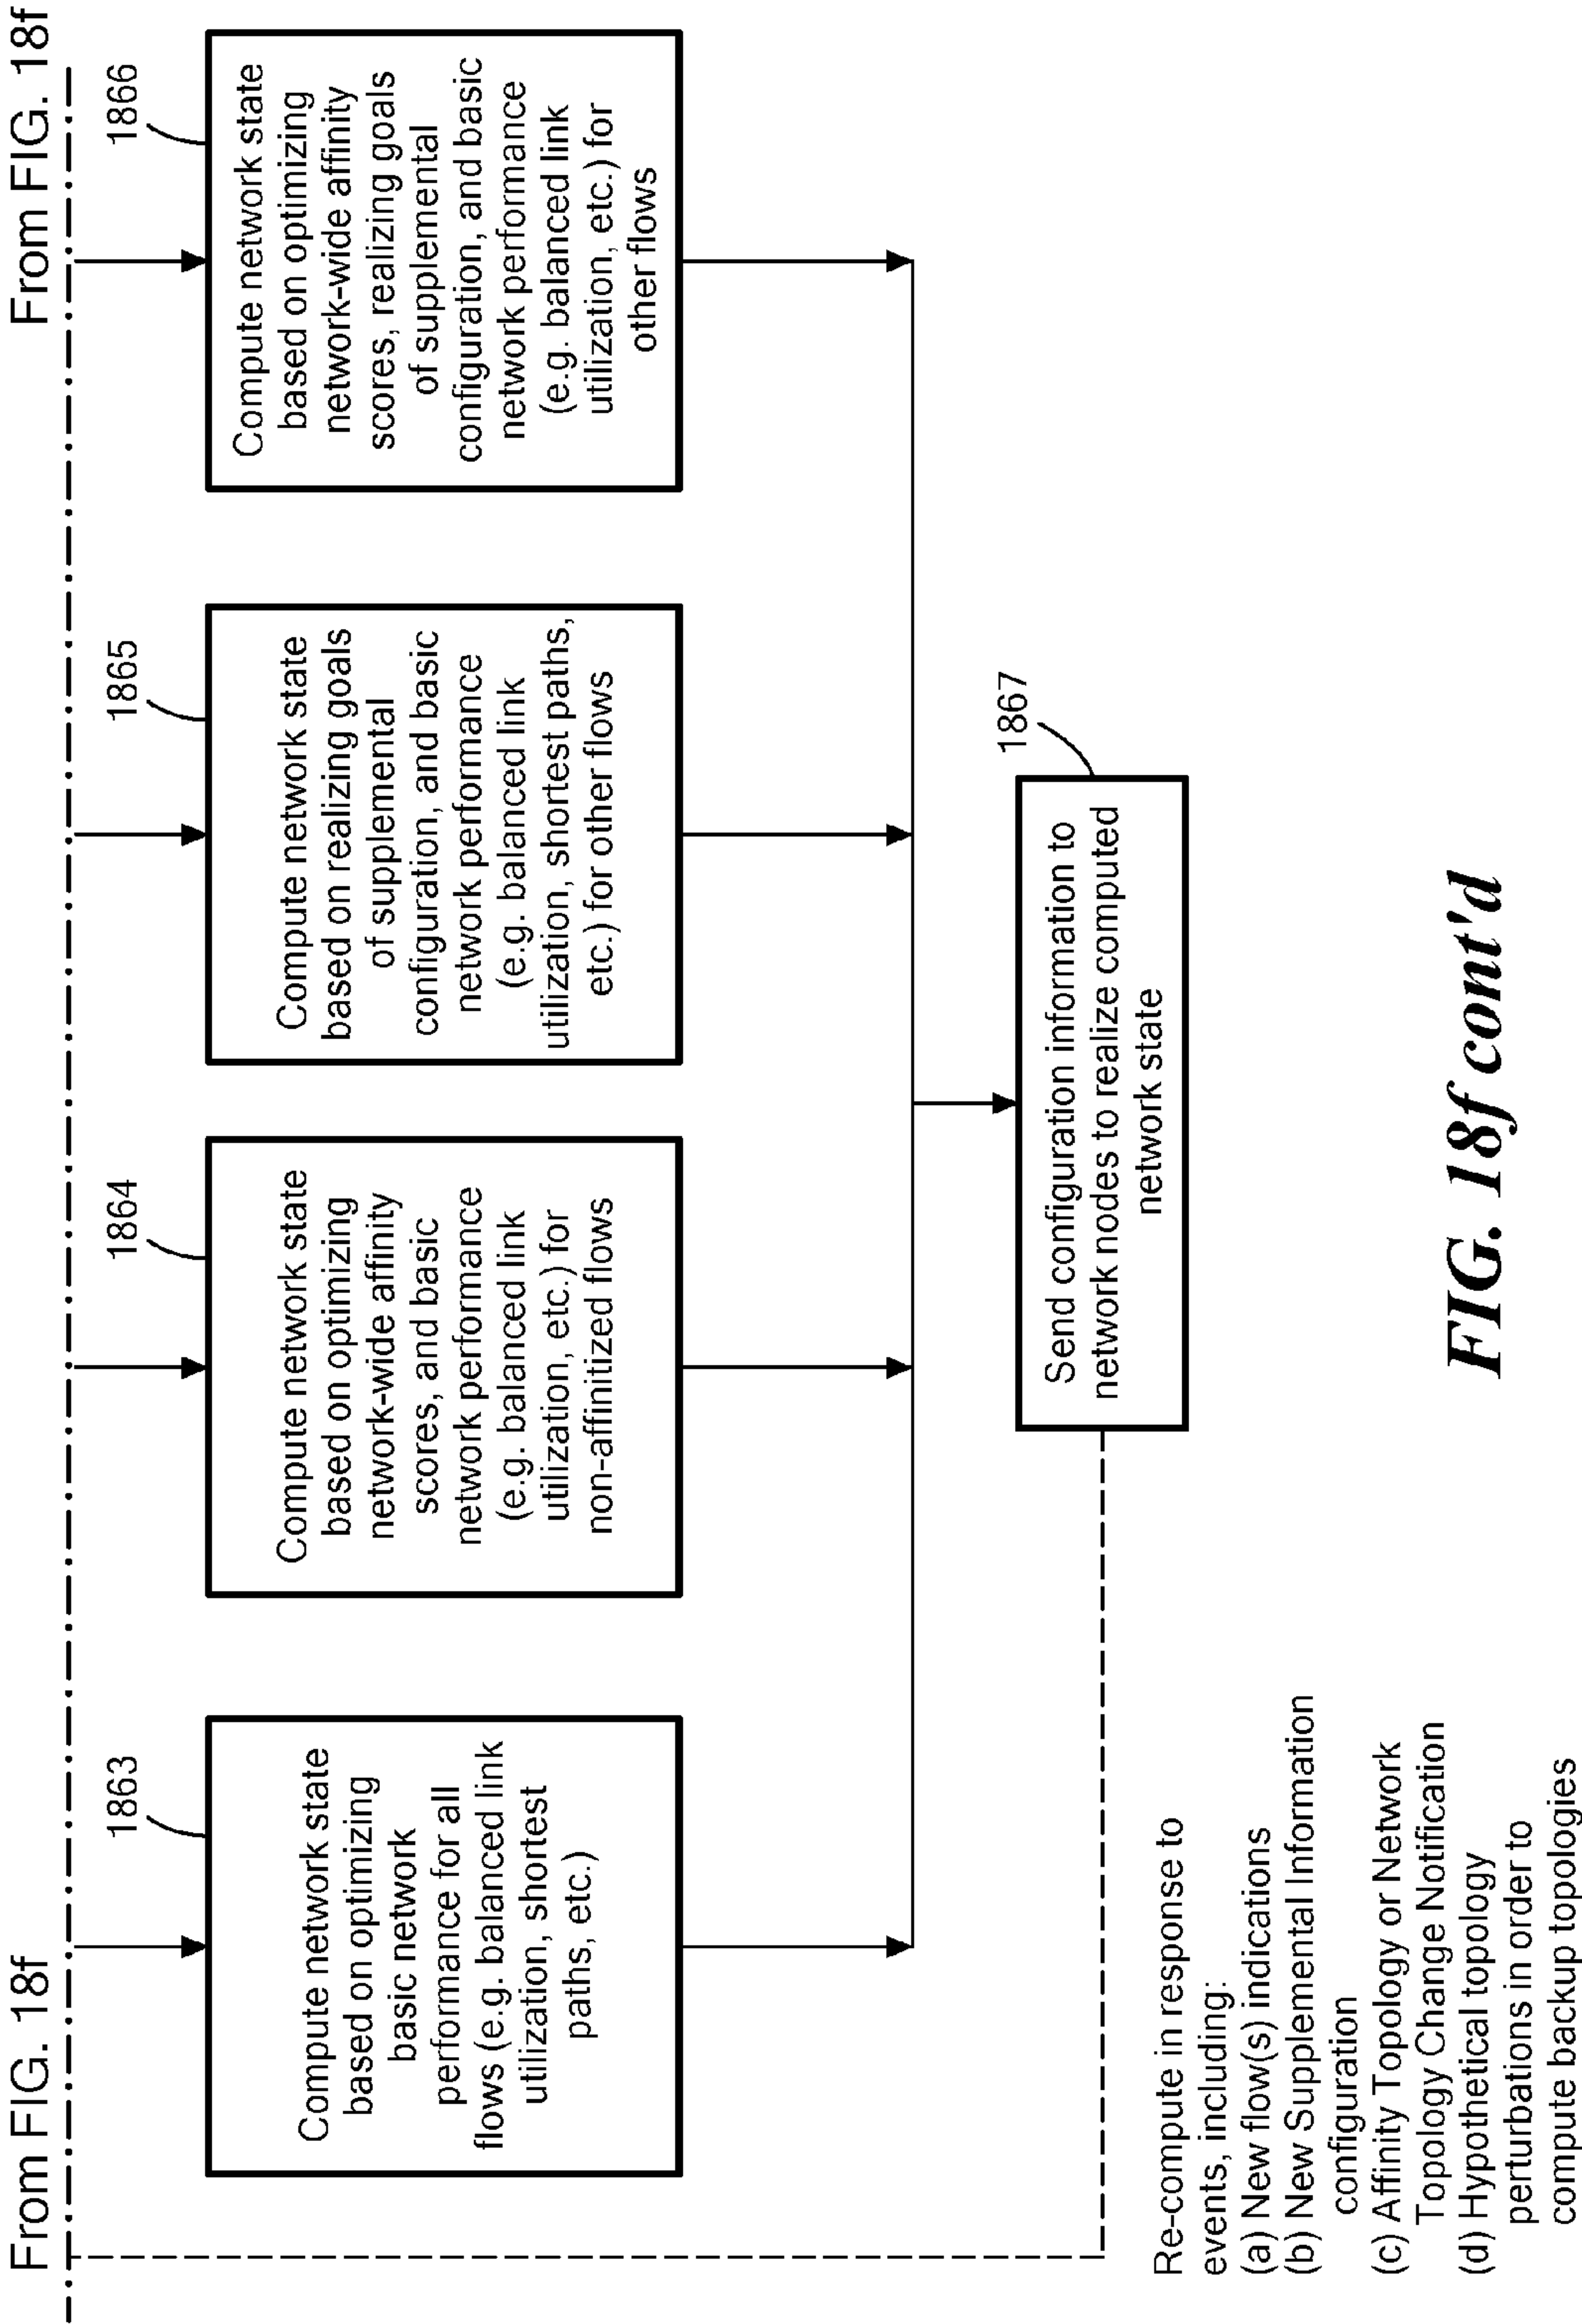 From FIG. 18f
From FIG. 18f
1863
Compute network state
based on optimizing
basic network
performance for all
flows (e.g. balanced link
utilization, shortest
paths, etc.)
1864
Compute network state
based on optimizing
network-wide affinity
scores, and basic
network performance
(e.g. balanced link
utilization, etc.) for
non-affinitized flows
1865
Compute network state
based on realizing goals
of supplemental
configuration, and basic
network performance
(e.g. balanced link
utilization, shortest paths,
etc.) for other flows
1866
Compute network state
based on optimizing
network-wide affinity
scores, realizing goals
of supplemental
configuration, and basic
network performance
(e.g. balanced link
utilization, etc.) for
other flows
1867
Send configuration information to
network nodes to realize computed
network state
Re-compute in response to
events, including:
(a) New flow(s) indications
(b) New Supplemental Information
configuration
(c) Affinity Topology or Network
Topology Change Notification
(d) Hypothetical topology
perturbations in order to
compute backup topologies
FIG. 18f cont'd